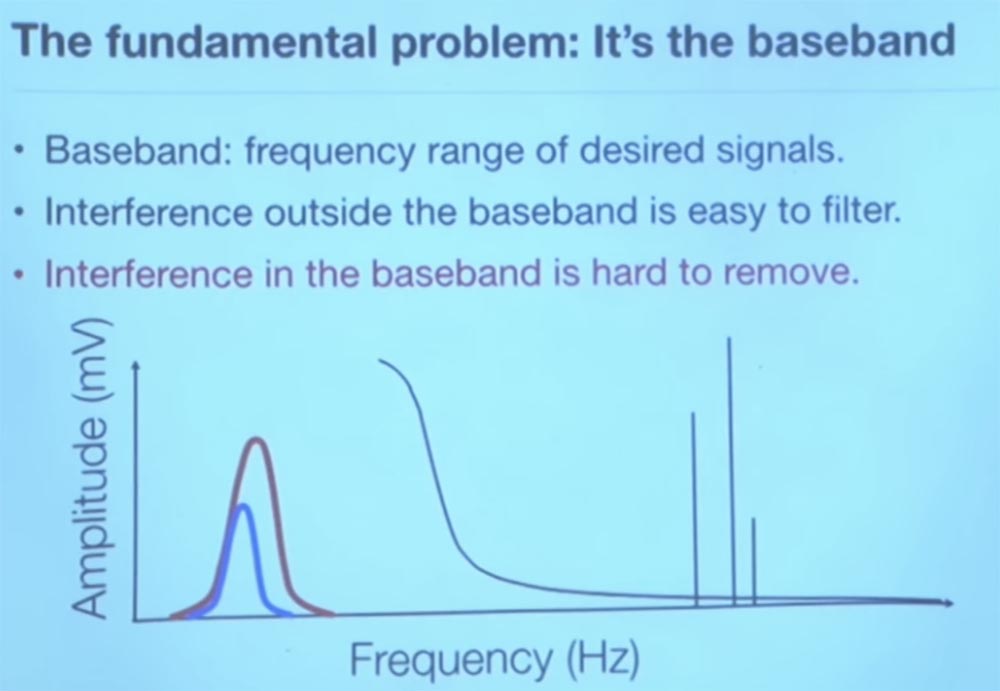 The fundamental problem: It's the baseband
• Baseband: frequency range of desired signals.
• Interference outside the baseband is easy to filter.
• Interference in the baseband is hard to remove.
Amplitude (mV)
Frequency (Hz)